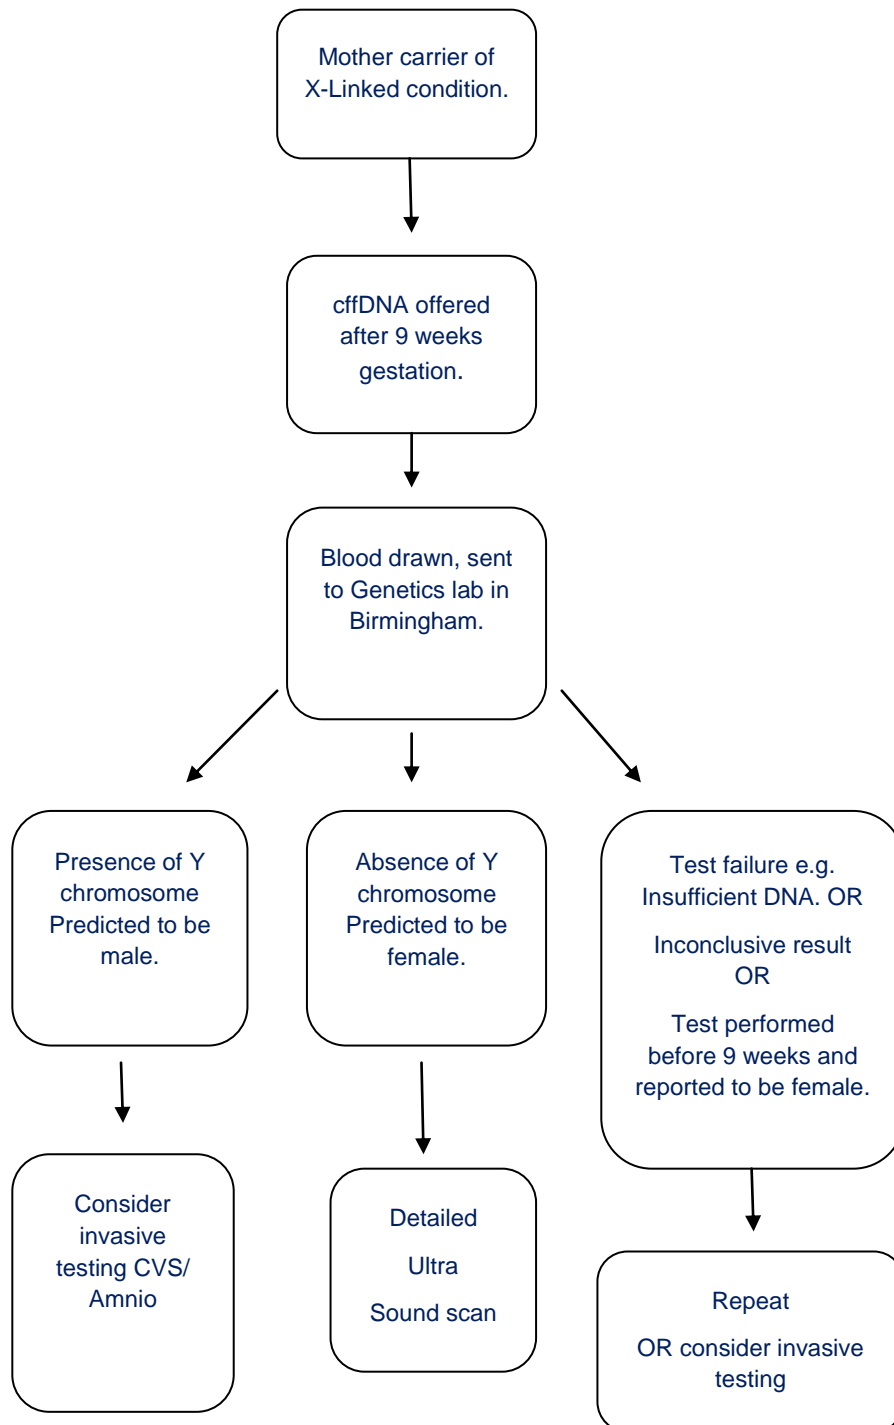 Mother carrier of
X-Linked condition.
cffDNA offered
after 9 weeks
gestation.
Blood drawn, sent
to Genetics lab in
Birmingham.
Presence of Y
chromosome
Predicted to be
male.
Absence of Y
chromosome
Predicted to be
female.
Test failure e.g.
Insufficient DNA. OR
Inconclusive result
OR
Test performed
before 9 weeks and
reported to be female.
Consider
invasive
testing CVS/
Amnio
Detailed
Ultra
Sound scan
Repeat
OR consider invasive
testing